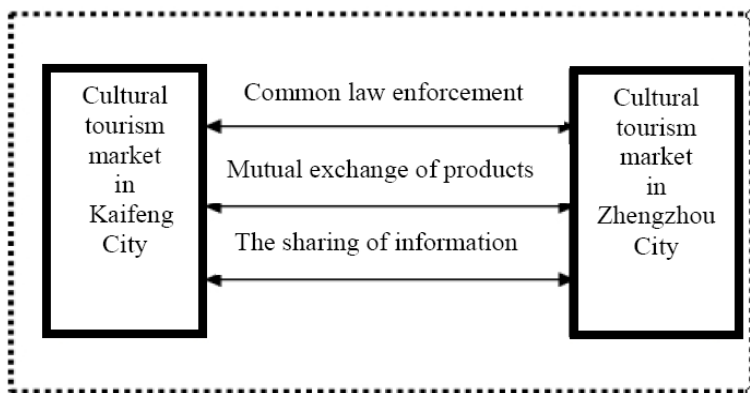 Cultural
tourism
market
in
Kaifeng
City
Common law enforcement
Mutual exchange of products
The sharing of information
Cultural
tourism
market
in
Zhengzhou
City